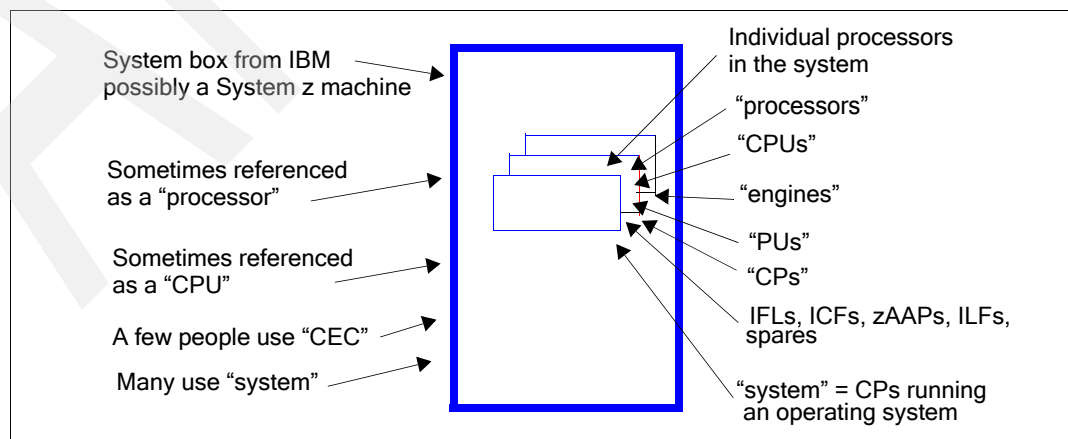 System box from IBM
possibly a System z machine
Sometimes referenced
as a “processor”
Sometimes referenced
as a “CPU”
A few people use “CEC”
Many use “system”
Individual processors
in the system
“processors”
“CPUs”
“engines”
“PUs”
“CPs”
IFLs, ICFs, zAAPs, ILFs,
spares
“system” = CPs running
an operating system